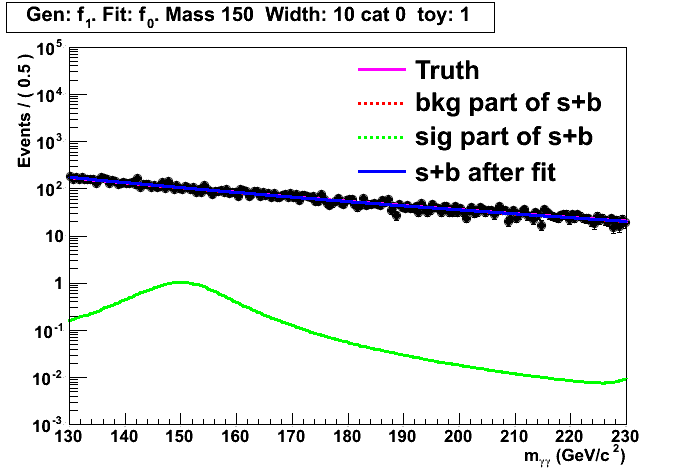 Gen: f₁. Fit: f₀. Mass 150 Width: 10 cat 0 toy: 1
Events / ( 0.5 )
10⁵
10⁴
10³
10²
10
1
10⁻¹
10⁻²
10⁻³
Truth
bkg part of s+b
sig part of s+b
s+b after fit
130 140 150 160 170 180 190 200 210 220 230
mγγ (GeV/c²)